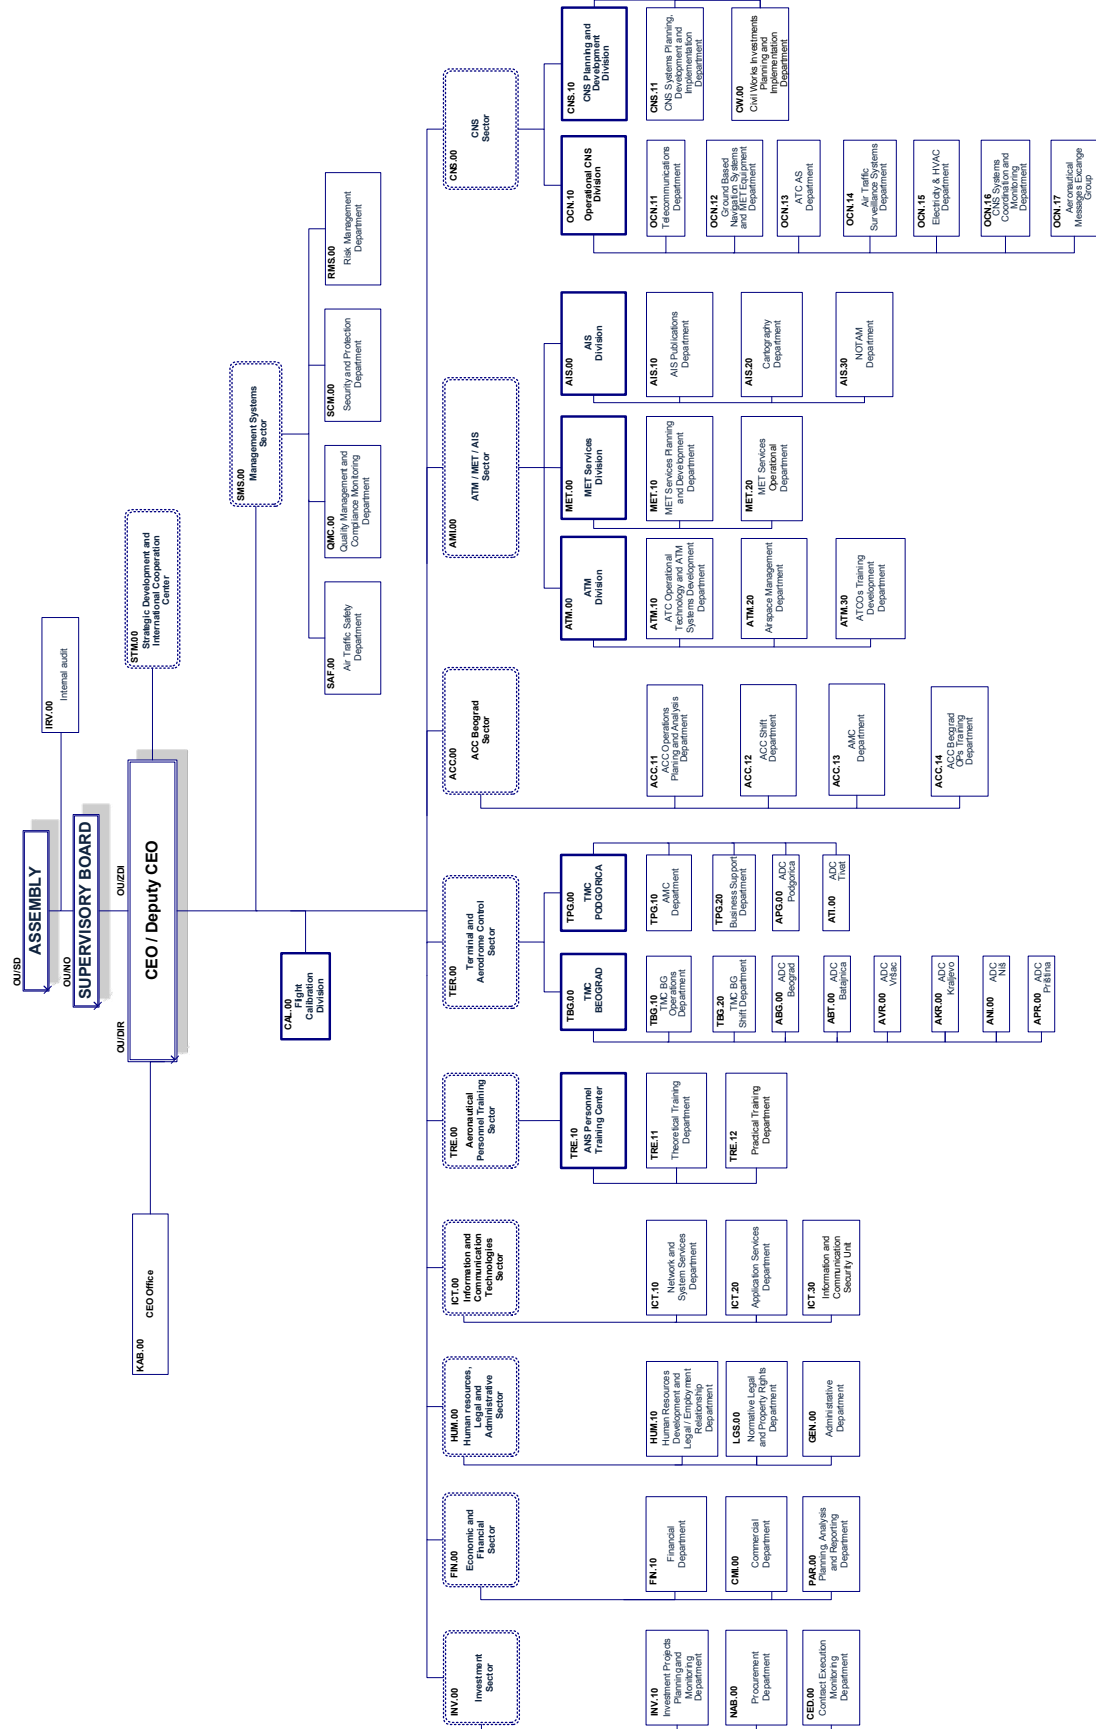 OU/SD
ASSEMBLY
OU/NO
SUPERVISORY BOARD
OU/DIR
OU/ZDI
CEO / Deputy CEO
IRV.00
Internal audit
KAB.00
CEO Office
STM.00
Strategic Development and
International Cooperation
Center
SMS.00
Management Systems
Sector
SAF.00
Air Traffic Safety
Department
QMC.00
Quality Management and
Compliance Monitoring
Department
SCM.00
Security and Protection
Department
RMS.00
Risk Management
Department
CAL.00
Flight
Calibration
Division
INV.00
Investment
Sector
INV.10
Investment Projects
Planning and
Monitoring
Department
NAB.00
Procurement
Department
CED.00
Contract Execution
Monitoring
Department
FIN.00
Economic and
Financial
Sector
FIN.10
Financial
Department
CMI.00
Commercial
Department
PAR.00
Planning, Analysis
and Reporting
Department
HUM.00
Human resources,
Legal and
Administrative
Sector
HUM.10
Human Resources
Development and
Legal / Employment
Relationship
Department
LGS.00
Normative Legal
and Property Rights
Department
GEN.00
Administrative
Department
ICT.00
Information and
Communication
Technologies
Sector
ICT.10
Network and
System Services
Department
ICT.20
Application Services
Department
ICT.30
Information and
Communication
Security Unit
TRE.00
Aeronautical
Personnel Training
Sector
TRE.10
ANS Personnel
Training Center
TRE.11
Theoretical Training
Department
TRE.12
Practical Training
Department
TER.00
Terminal and
Aerodrome Control
Sector
TBG.00
TMC
BEOGRAD
TBG.10
TMC BG
Operations
Department
TBG.20
TMC BG
Shift Department
ABG.00 ADC
Beograd
ABT.00 ADC
Batajnica
AVR.00 ADC
Vršac
AKR.00 ADC
Kraljevo
ANI.00 ADC
Niš
APR.00 ADC
Priština
TPG.00
TMC
PODGORICA
TPG.10
AMC
Department
TPG.20
Business Support
Department
APG.00 ADC
Podgorica
ATI.00 ADC
Tivat
ACC.00
ACC Beograd
Sector
ACC.11
ACC Operations
Planing and Analysis
Department
ACC.12
ACC Shift
Department
ACC.13
AMC
Department
ACC.14
ACC Beograd
OPs Training
Department
AMI.00
ATM / MET / AIS
Sector
ATM.00
ATM
Division
ATM.10
ATC Operational
Technology and ATM
Systems Development
Department
ATM.20
Airspace Management
Department
ATM.30
ATCOs Training
Development
Department
MET.00
MET Services
Division
MET.10
MET Services Planning
and Development
Department
MET.20
MET Services
Operational
Department
AIS.00
AIS
Division
AIS.10
AIS Publications
Department
AIS.20
Cartography
Department
AIS.30
NOTAM
Department
CNS.00
CNS
Sector
OCN.10
Operational CNS
Division
OCN.11
Telecommunications
Department
OCN.12
Ground Based
Navigation Systems
and MET Equipment
Department
OCN.13
ATC AS
Department
OCN.14
Air Traffic
Surveillance Systems
Department
OCN.15
Electricity & HVAC
Department
OCN.16
CNS Systems
Coordination and
Monitoring
Department
OCN.17
Aeronautical
Messages Excange
Group
CNS.10
CNS Planning and
Development
Division
CNS.11
CNS Systems Planning,
Development and
Implementation
Department
CW.00
Civil Works Investments
Planning and
Implementation
Department